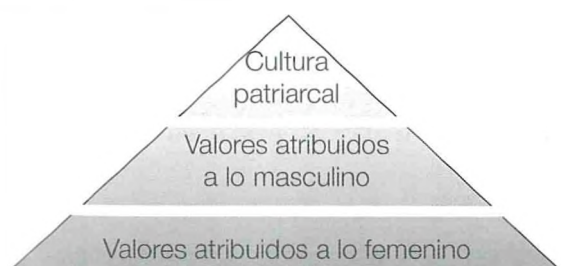 Cultura
patriarcal
Valores atribuidos
a lo masculino
Valores atribuidos a lo femenino